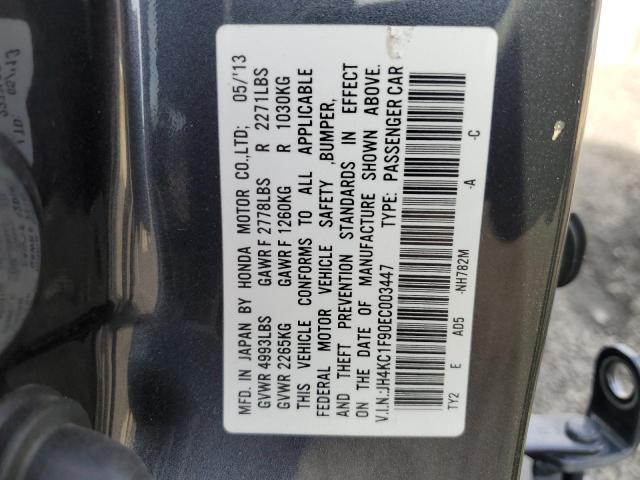 MFD. IN JAPAN BY HONDA MOTOR CO.,LTD; 05/'13
GVWR 4993LBS GAWR F 2778LBS R 2271LBS
GVWR 2265KG GAWR F 1260KG R 1030KG
THIS VEHICLE CONFORMS TO ALL APPLICABLE
FEDERAL MOTOR VEHICLE SAFETY ,BUMPER,
AND THEFT PREVENTION STANDARDS IN EFFECT
ON THE DATE OF MANUFACTURE SHOWN ABOVE.
V.I.N.:JH4KC1F90EC003447 TYPE: PASSENGER CAR
TY2 E AD5 -NH782M -A -C